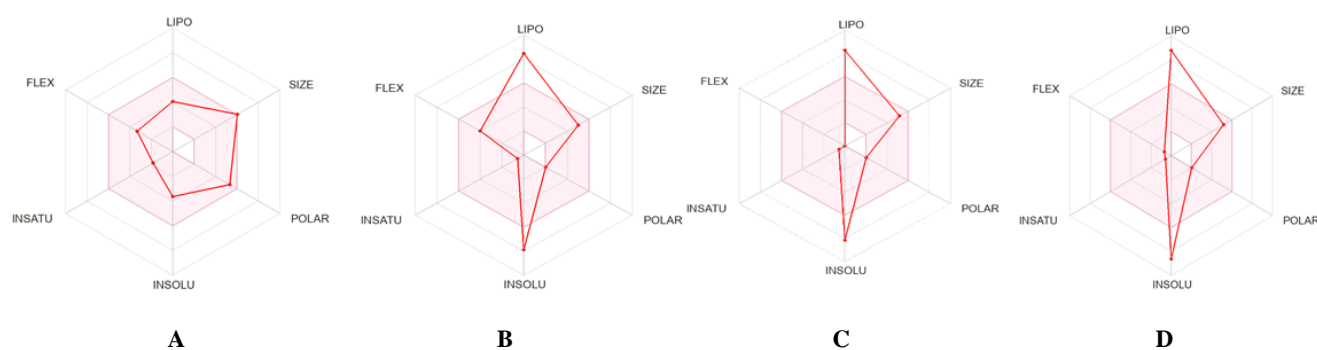 LIPO
FLEX
SIZE
INSATU
POLAR
INSOLU
A
LIPO
FLEX
SIZE
INSATU
POLAR
INSOLU
B
LIPO
FLEX
SIZE
INSATU
POLAR
INSOLU
C
LIPO
FLEX
SIZE
INSATU
POLAR
INSOLU
D